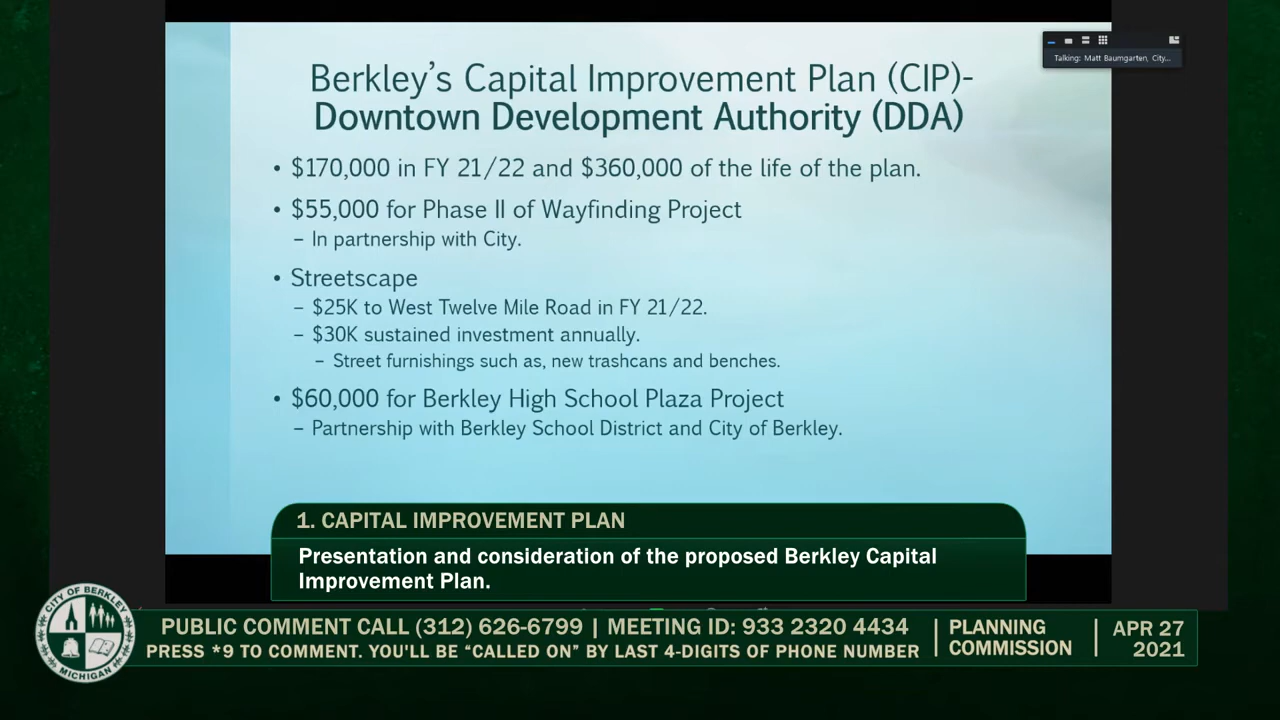 Berkley's Capital Improvement Plan (CIP)-
Downtown Development Authority (DDA)
• $170,000 in FY 21/22 and $360,000 of the life of the plan.
• $55,000 for Phase II of Wayfinding Project
– In partnership with City.
• Streetscape
– $25K to West Twelve Mile Road in FY 21/22.
– $30K sustained investment annually.
– Street furnishings such as, new trashcans and benches.
• $60,000 for Berkley High School Plaza Project
– Partnership with Berkley School District and City of Berkley.
Talking: Matt Baumgarten, City...
1. CAPITAL IMPROVEMENT PLAN
Presentation and consideration of the proposed Berkley Capital
Improvement Plan.
CITY OF BERKLEY
MICHIGAN
PUBLIC COMMENT CALL (312) 626-6799 | MEETING ID: 933 2320 4434
PRESS *9 TO COMMENT. YOU'LL BE “CALLED ON” BY LAST 4-DIGITS OF PHONE NUMBER
PLANNING
COMMISSION
APR 27
2021